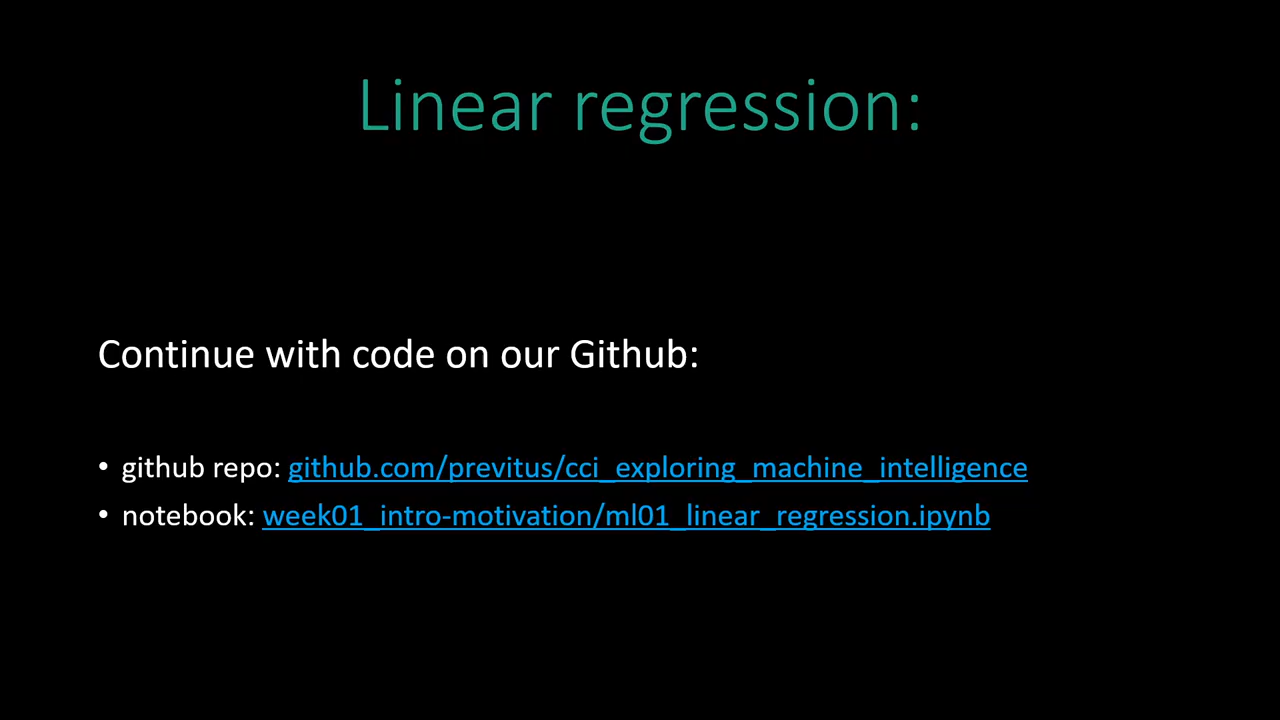 Linear regression:
Continue with code on our Github:
• github repo: github.com/previtus/cci_exploring_machine_intelligence
• notebook: week01_intro-motivation/ml01_linear_regression.ipynb